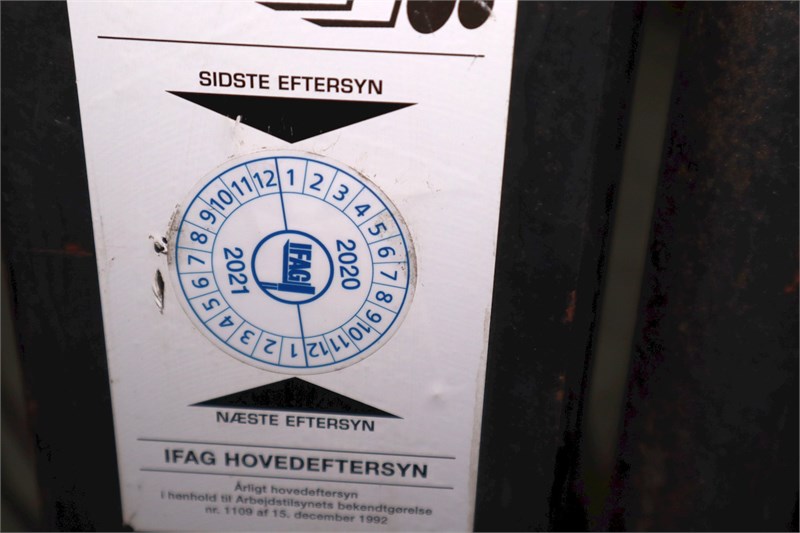 SIDSTE EFTERSYN
1 2 3 4 5 6 7 8 9 10 11 12
2020
IFAG
2021
1 2 3 4 5 6 7 8 9 10 11 12
NÆSTE EFTERSYN
IFAG HOVEDEFTERSYN
Årligt hovedeftersyn
i henhold til Arbejdstilsynets bekendtgørelse
nr. 1109 af 15. december 1992